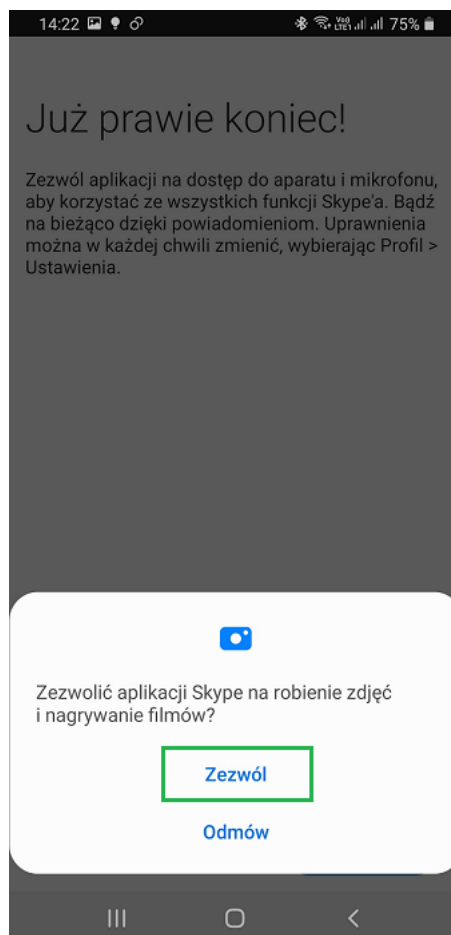 14:22 VoB LTE1 75%
Już prawie koniec!
Zezwól aplikacji na dostęp do aparatu i mikrofonu,
aby korzystać ze wszystkich funkcji Skype'a. Bądź
na bieżąco dzięki powiadomieniom. Uprawnienia
można w każdej chwili zmienić, wybierając Profil >
Ustawienia.
Zezwolić aplikacji Skype na robienie zdjęć
i nagrywanie filmów?
Zezwól
Odmów